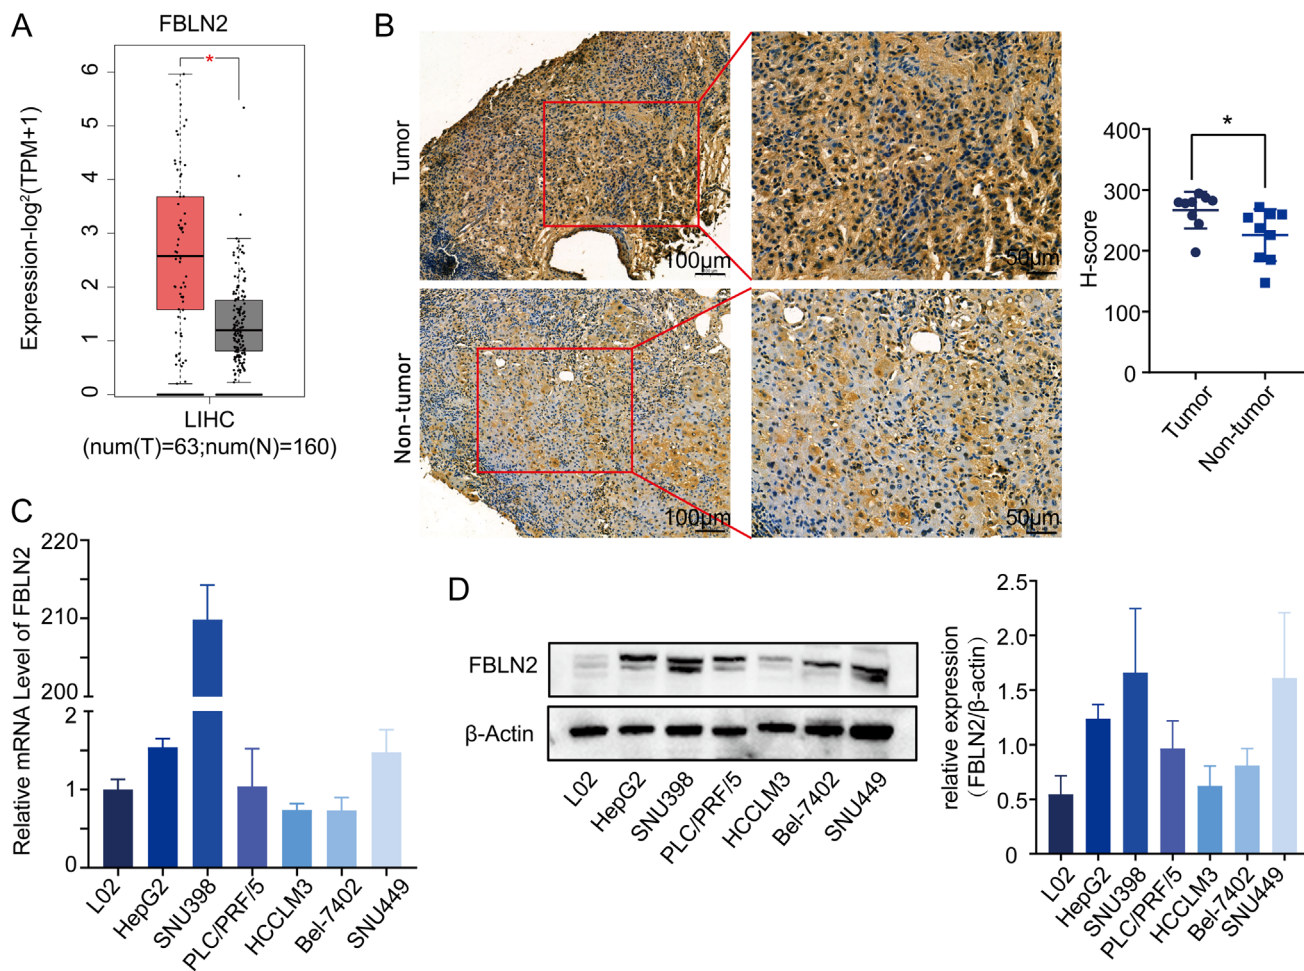 A
FBLN2
*
Expression-log²(TPM+1)
6
5
4
3
2
1
0
LIHC
(num(T)=63;num(N)=160)
B
Tumor
100μm
50μm
Non-tumor
100μm
50μm
H-score
*
400
300
200
100
0
Tumor
Non-tumor
C
Relative mRNA Level of FBLN2
220
210
200
2
1
0
L02
HepG2
SNU398
PLC/PRF/5
HCCLM3
Bel-7402
SNU449
D
FBLN2
β-Actin
L02
HepG2
SNU398
PLC/PRF/5
HCCLM3
Bel-7402
SNU449
relative expression
(FBLN2/β-actin)
2.5
2.0
1.5
1.0
0.5
0
L02
HepG2
SNU398
PLC/PRF/5
HCCLM3
Bel-7402
SNU449